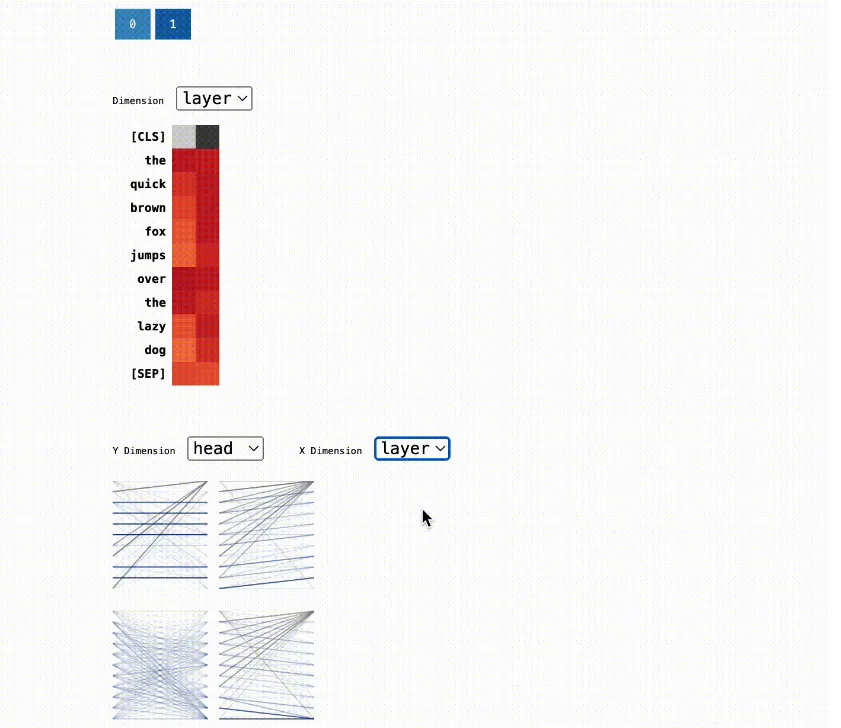 0 1
Dimension layer
[CLS]
the
quick
brown
fox
jumps
over
the
lazy
dog
[SEP]
Y Dimension head X Dimension layer